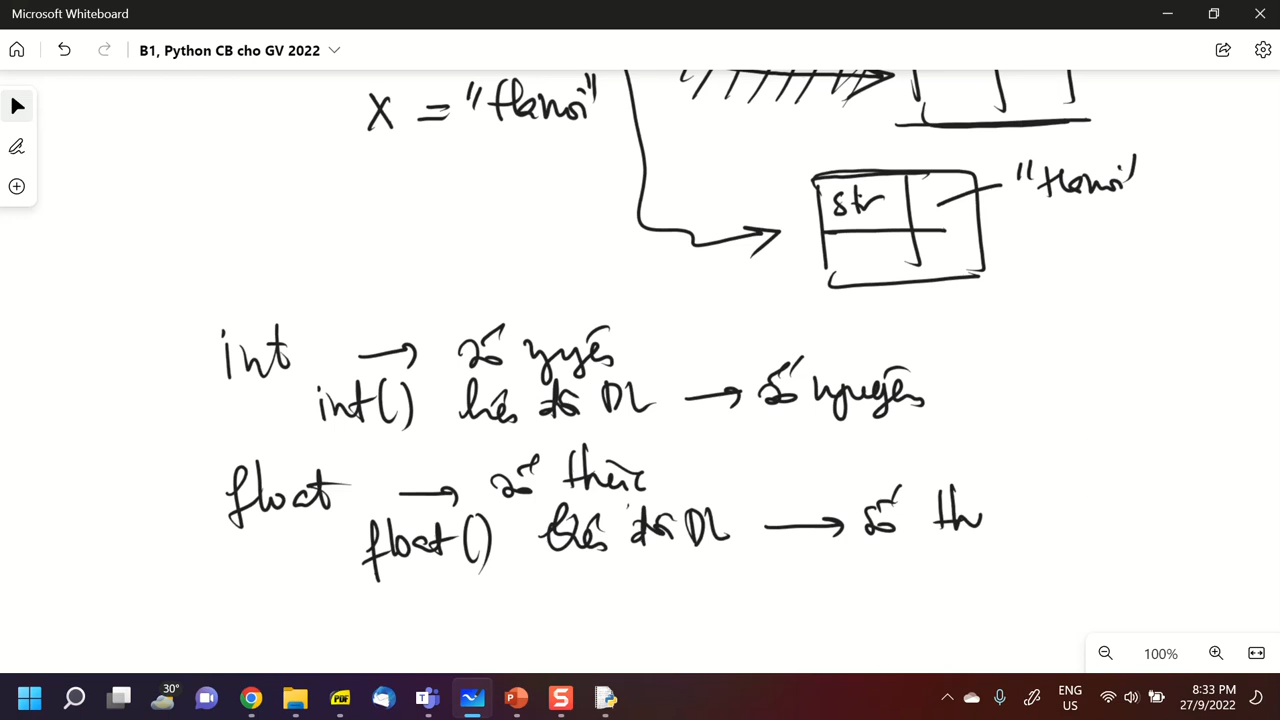 Microsoft Whiteboard
B1, Python CB cho GV 2022
X = "Hanoi"
str
"Hanoi"
int → số nguyên
int() biến đổi DL → số nguyên
float → số thực
float() biến đổi DL → số th
100%
30°
PDF
ENG
US
8:33 PM
27/9/2022